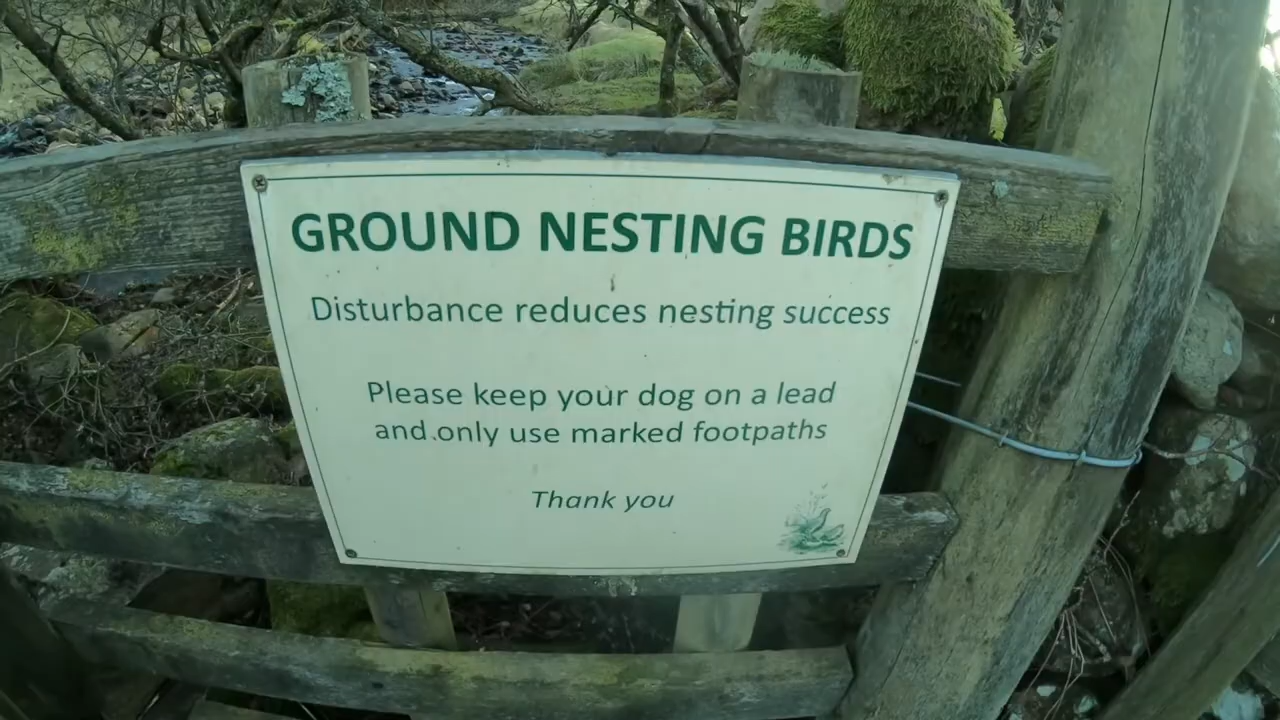 GROUND NESTING BIRDS
Disturbance reduces nesting success
Please keep your dog on a lead
and only use marked footpaths
Thank you